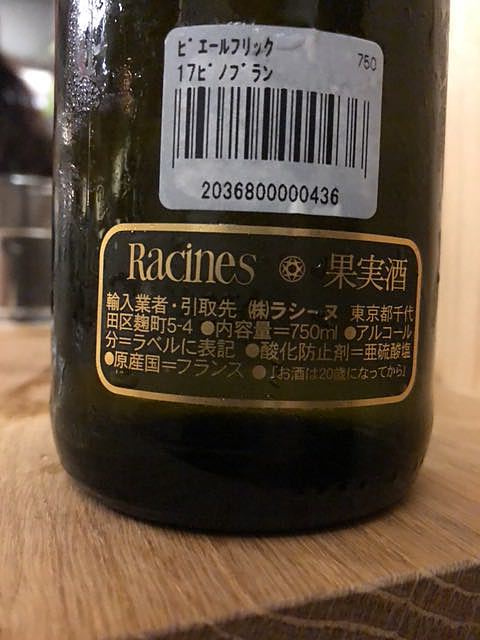 ピエールフリック 750
17ピノブラン
2036800000436
Racines 果実酒
輸入業者・引取先 ㈱ラシーヌ 東京都千代
田区麹町5-4 ●内容量=750ml ●アルコール
分=ラベルに表記 ●酸化防止剤=亜硫酸塩
●原産国=フランス ●「お酒は20歳になってから」